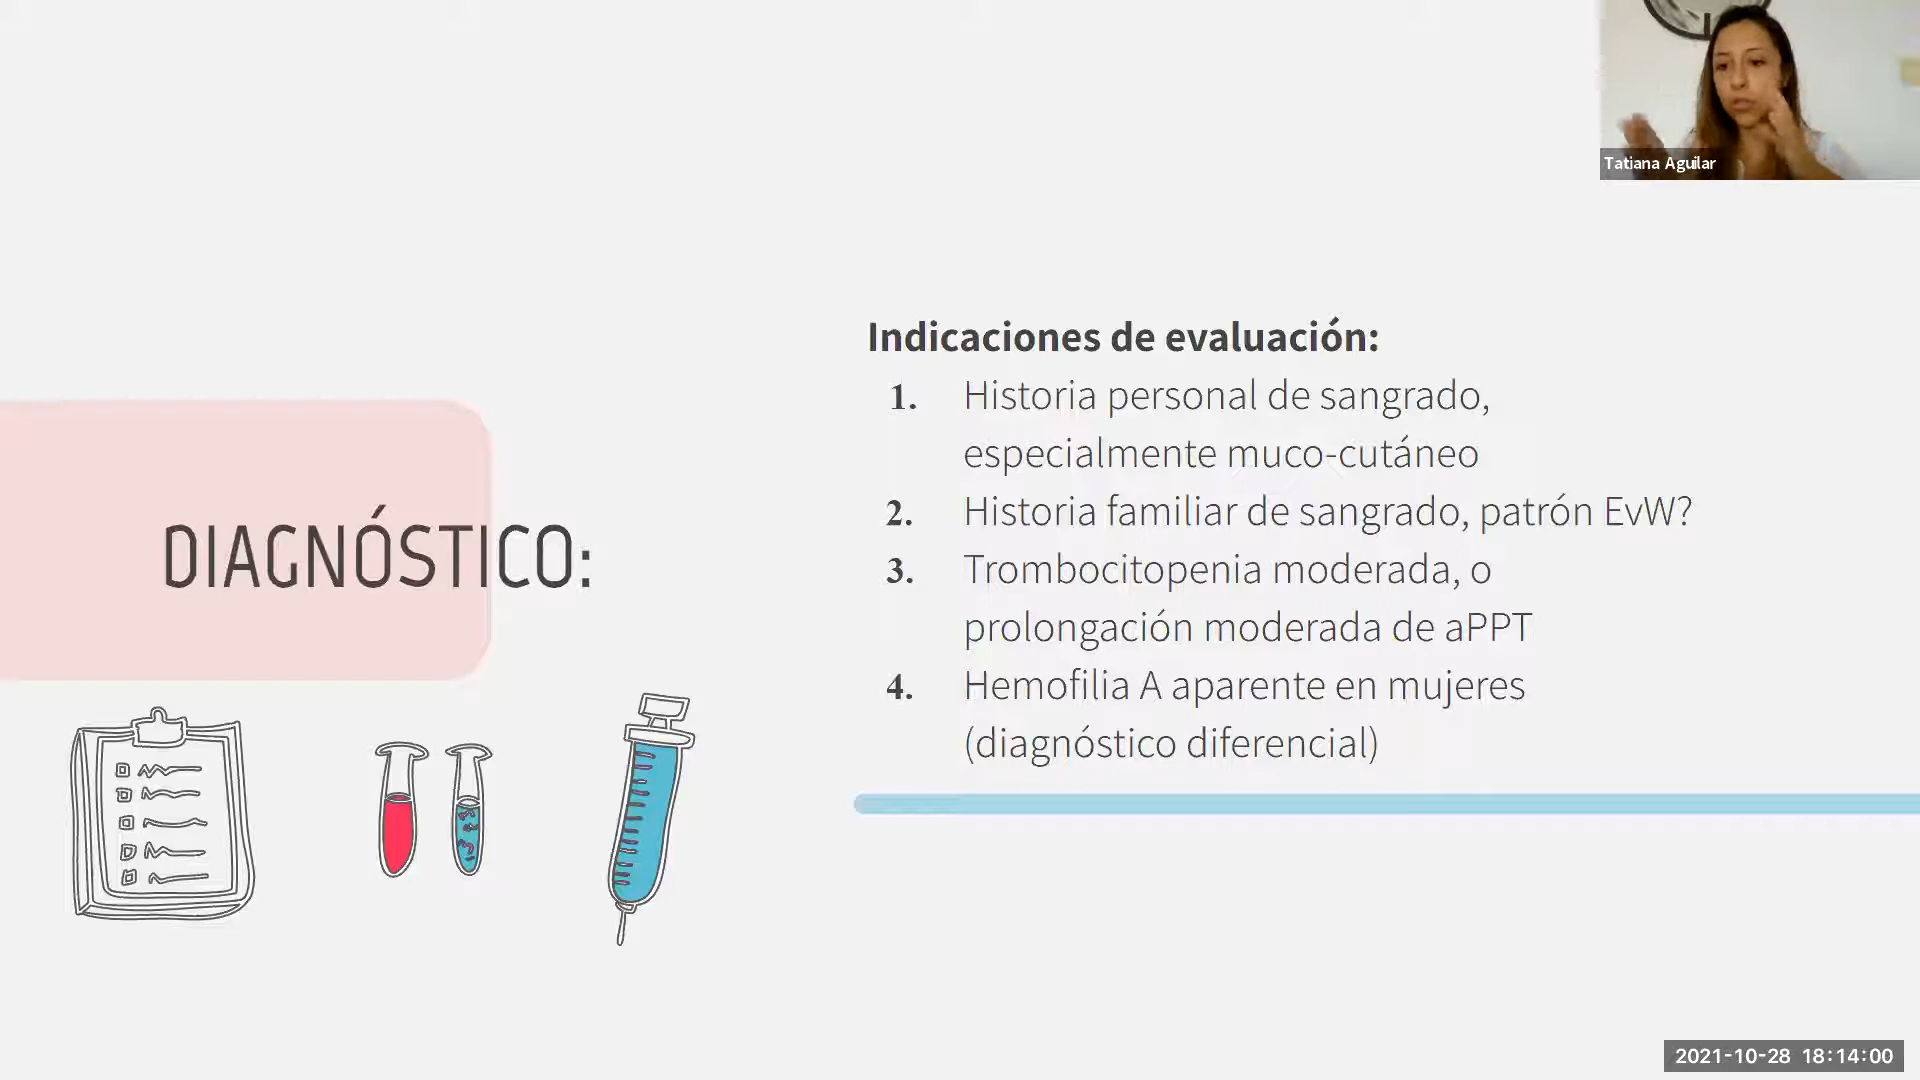 Tatiana Aguilar
DIAGNÓSTICO:
Indicaciones de evaluación:
1. Historia personal de sangrado,
especialmente muco-cutáneo
2. Historia familiar de sangrado, patrón EvW?
3. Trombocitopenia moderada, o
prolongación moderada de aPPT
4. Hemofilia A aparente en mujeres
(diagnóstico diferencial)
2021-10-28 18:14:00